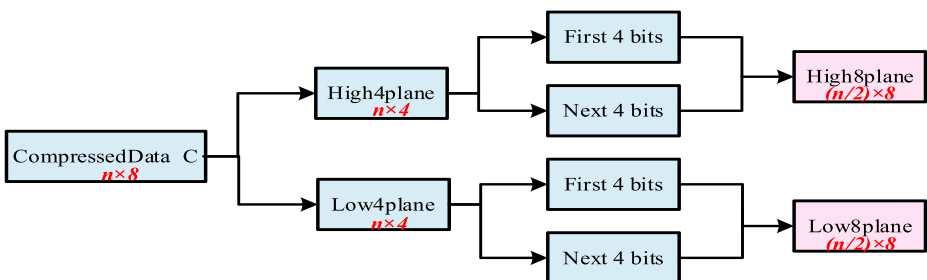 CompressedData C
n×8
High4plane
n×4
Low4plane
n×4
First 4 bits
Next 4 bits
First 4 bits
Next 4 bits
High8plane
(n/2)×8
Low8plane
(n/2)×8